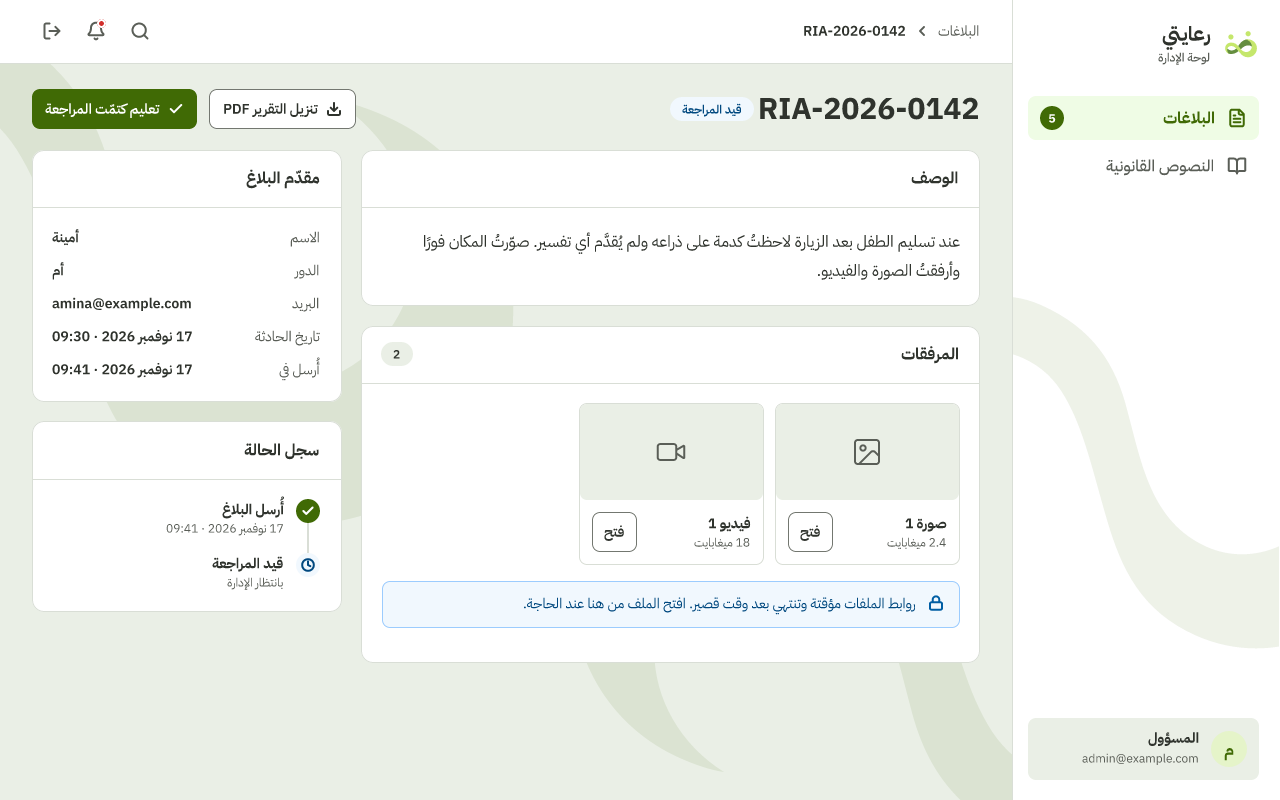 رعايتي
لوحة الإدارة
البلاغات
5
النصوص القانونية
المسؤول
admin@example.com
م
البلاغات
RIA-2026-0142
RIA-2026-0142
قيد المراجعة
تنزيل التقرير PDF
تعليم كتمّت المراجعة
الوصف
عند تسليم الطفل بعد الزيارة لاحظتُ كدمة على ذراعه ولم يُقدَّم أي تفسير. صوّرتُ المكان فورًا
وأرفقتُ الصورة والفيديو.
المرفقات
2
صورة 1
2.4 ميغابايت
فتح
فيديو 1
18 ميغابايت
فتح
روابط الملفات مؤقتة وتنتهي بعد وقت قصير. افتح الملف من هنا عند الحاجة.
مقدّم البلاغ
الاسم أمينة
الدور أم
البريد amina@example.com
تاريخ الحادثة 17 نوفمبر 2026 · 09:30
أُرسل في 17 نوفمبر 2026 · 09:41
سجل الحالة
أُرسل البلاغ
17 نوفمبر 2026 · 09:41
قيد المراجعة
بانتظار الإدارة